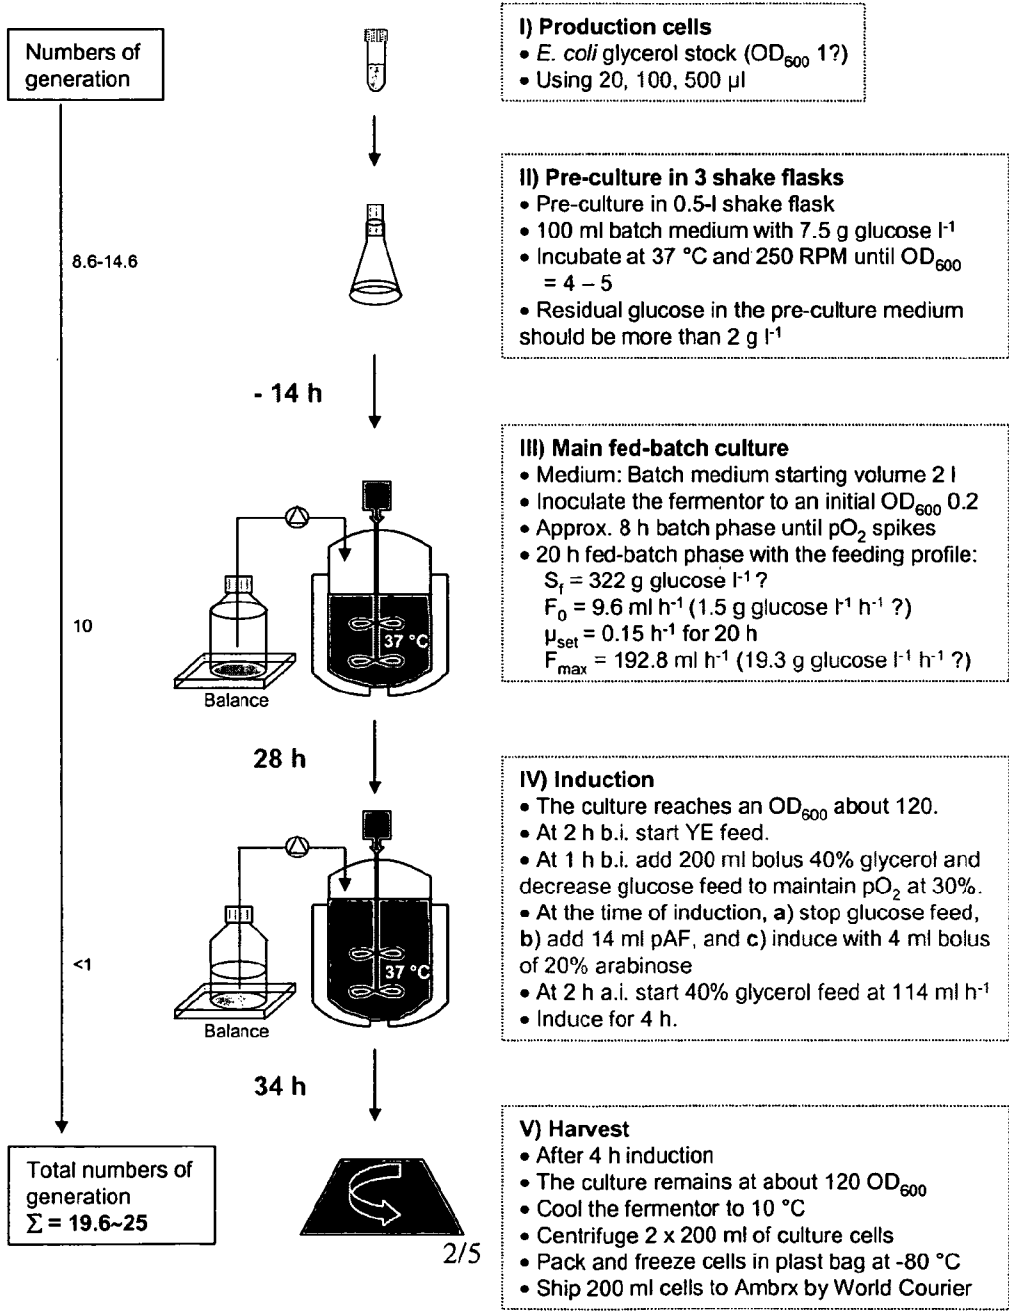 Numbers of
generation
I) Production cells
• E. coli glycerol stock (OD600 1?)
• Using 20, 100, 500 µl
8.6-14.6
II) Pre-culture in 3 shake flasks
• Pre-culture in 0.5-l shake flask
• 100 ml batch medium with 7.5 g glucose l-1
• Incubate at 37 °C and 250 RPM until OD600
= 4 – 5
• Residual glucose in the pre-culture medium
should be more than 2 g l-1
- 14 h
III) Main fed-batch culture
• Medium: Batch medium starting volume 2 l
• Inoculate the fermentor to an initial OD600 0.2
• Approx. 8 h batch phase until pO2 spikes
• 20 h fed-batch phase with the feeding profile:
Sf = 322 g glucose l-1 ?
F0 = 9.6 ml h-1 (1.5 g glucose l-1 h-1 ?)
µset = 0.15 h-1 for 20 h
Fmax = 192.8 ml h-1 (19.3 g glucose l-1 h-1 ?)
10
37 °C
Balance
28 h
IV) Induction
• The culture reaches an OD600 about 120.
• At 2 h b.i. start YE feed.
• At 1 h b.i. add 200 ml bolus 40% glycerol and
decrease glucose feed to maintain pO2 at 30%.
• At the time of induction, a) stop glucose feed,
b) add 14 ml pAF, and c) induce with 4 ml bolus
of 20% arabinose
• At 2 h a.i. start 40% glycerol feed at 114 ml h-1
• Induce for 4 h.
<1
37 °C
Balance
34 h
Total numbers of
generation
Σ = 19.6~25
V) Harvest
• After 4 h induction
• The culture remains at about 120 OD600
• Cool the fermentor to 10 °C
• Centrifuge 2 x 200 ml of culture cells
• Pack and freeze cells in plast bag at -80 °C
• Ship 200 ml cells to Ambrx by World Courier
2/5